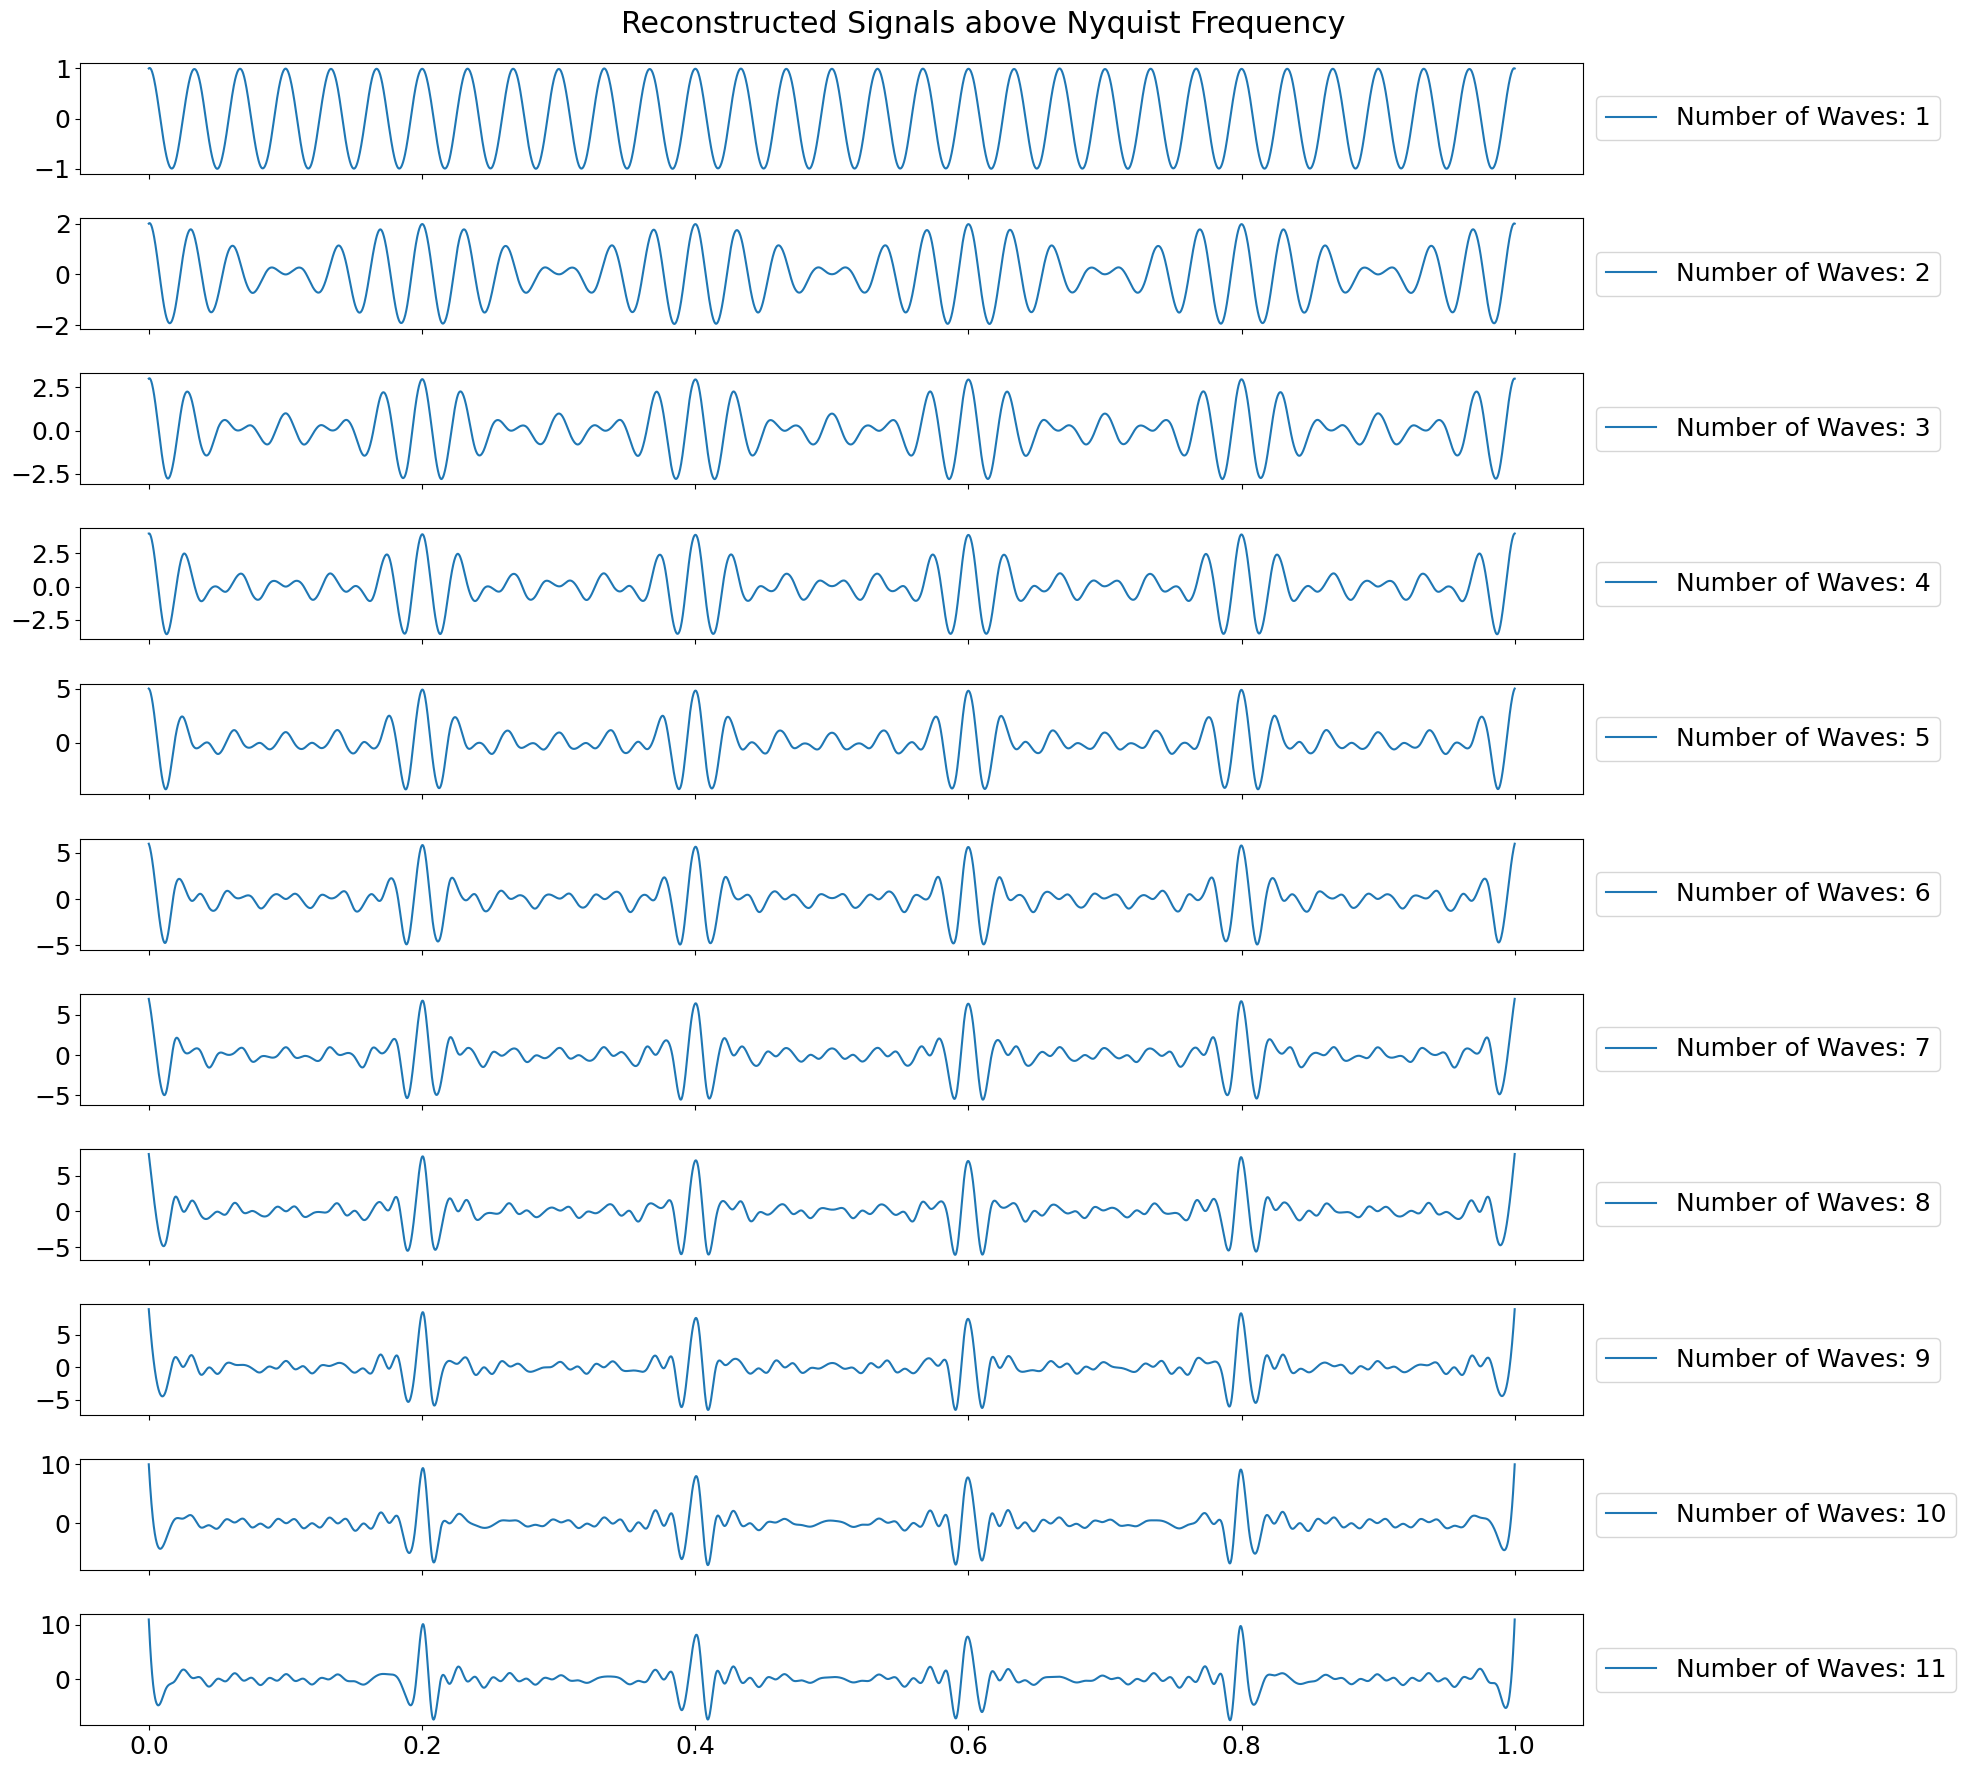 Reconstructed Signals above Nyquist Frequency
1
0
−1
Number of Waves: 1
2
0
−2
Number of Waves: 2
2.5
0.0
−2.5
Number of Waves: 3
2.5
0.0
−2.5
Number of Waves: 4
5
0
Number of Waves: 5
5
0
−5
Number of Waves: 6
5
0
−5
Number of Waves: 7
5
0
−5
Number of Waves: 8
5
0
−5
Number of Waves: 9
10
0
Number of Waves: 10
10
0
Number of Waves: 11
0.0 0.2 0.4 0.6 0.8 1.0